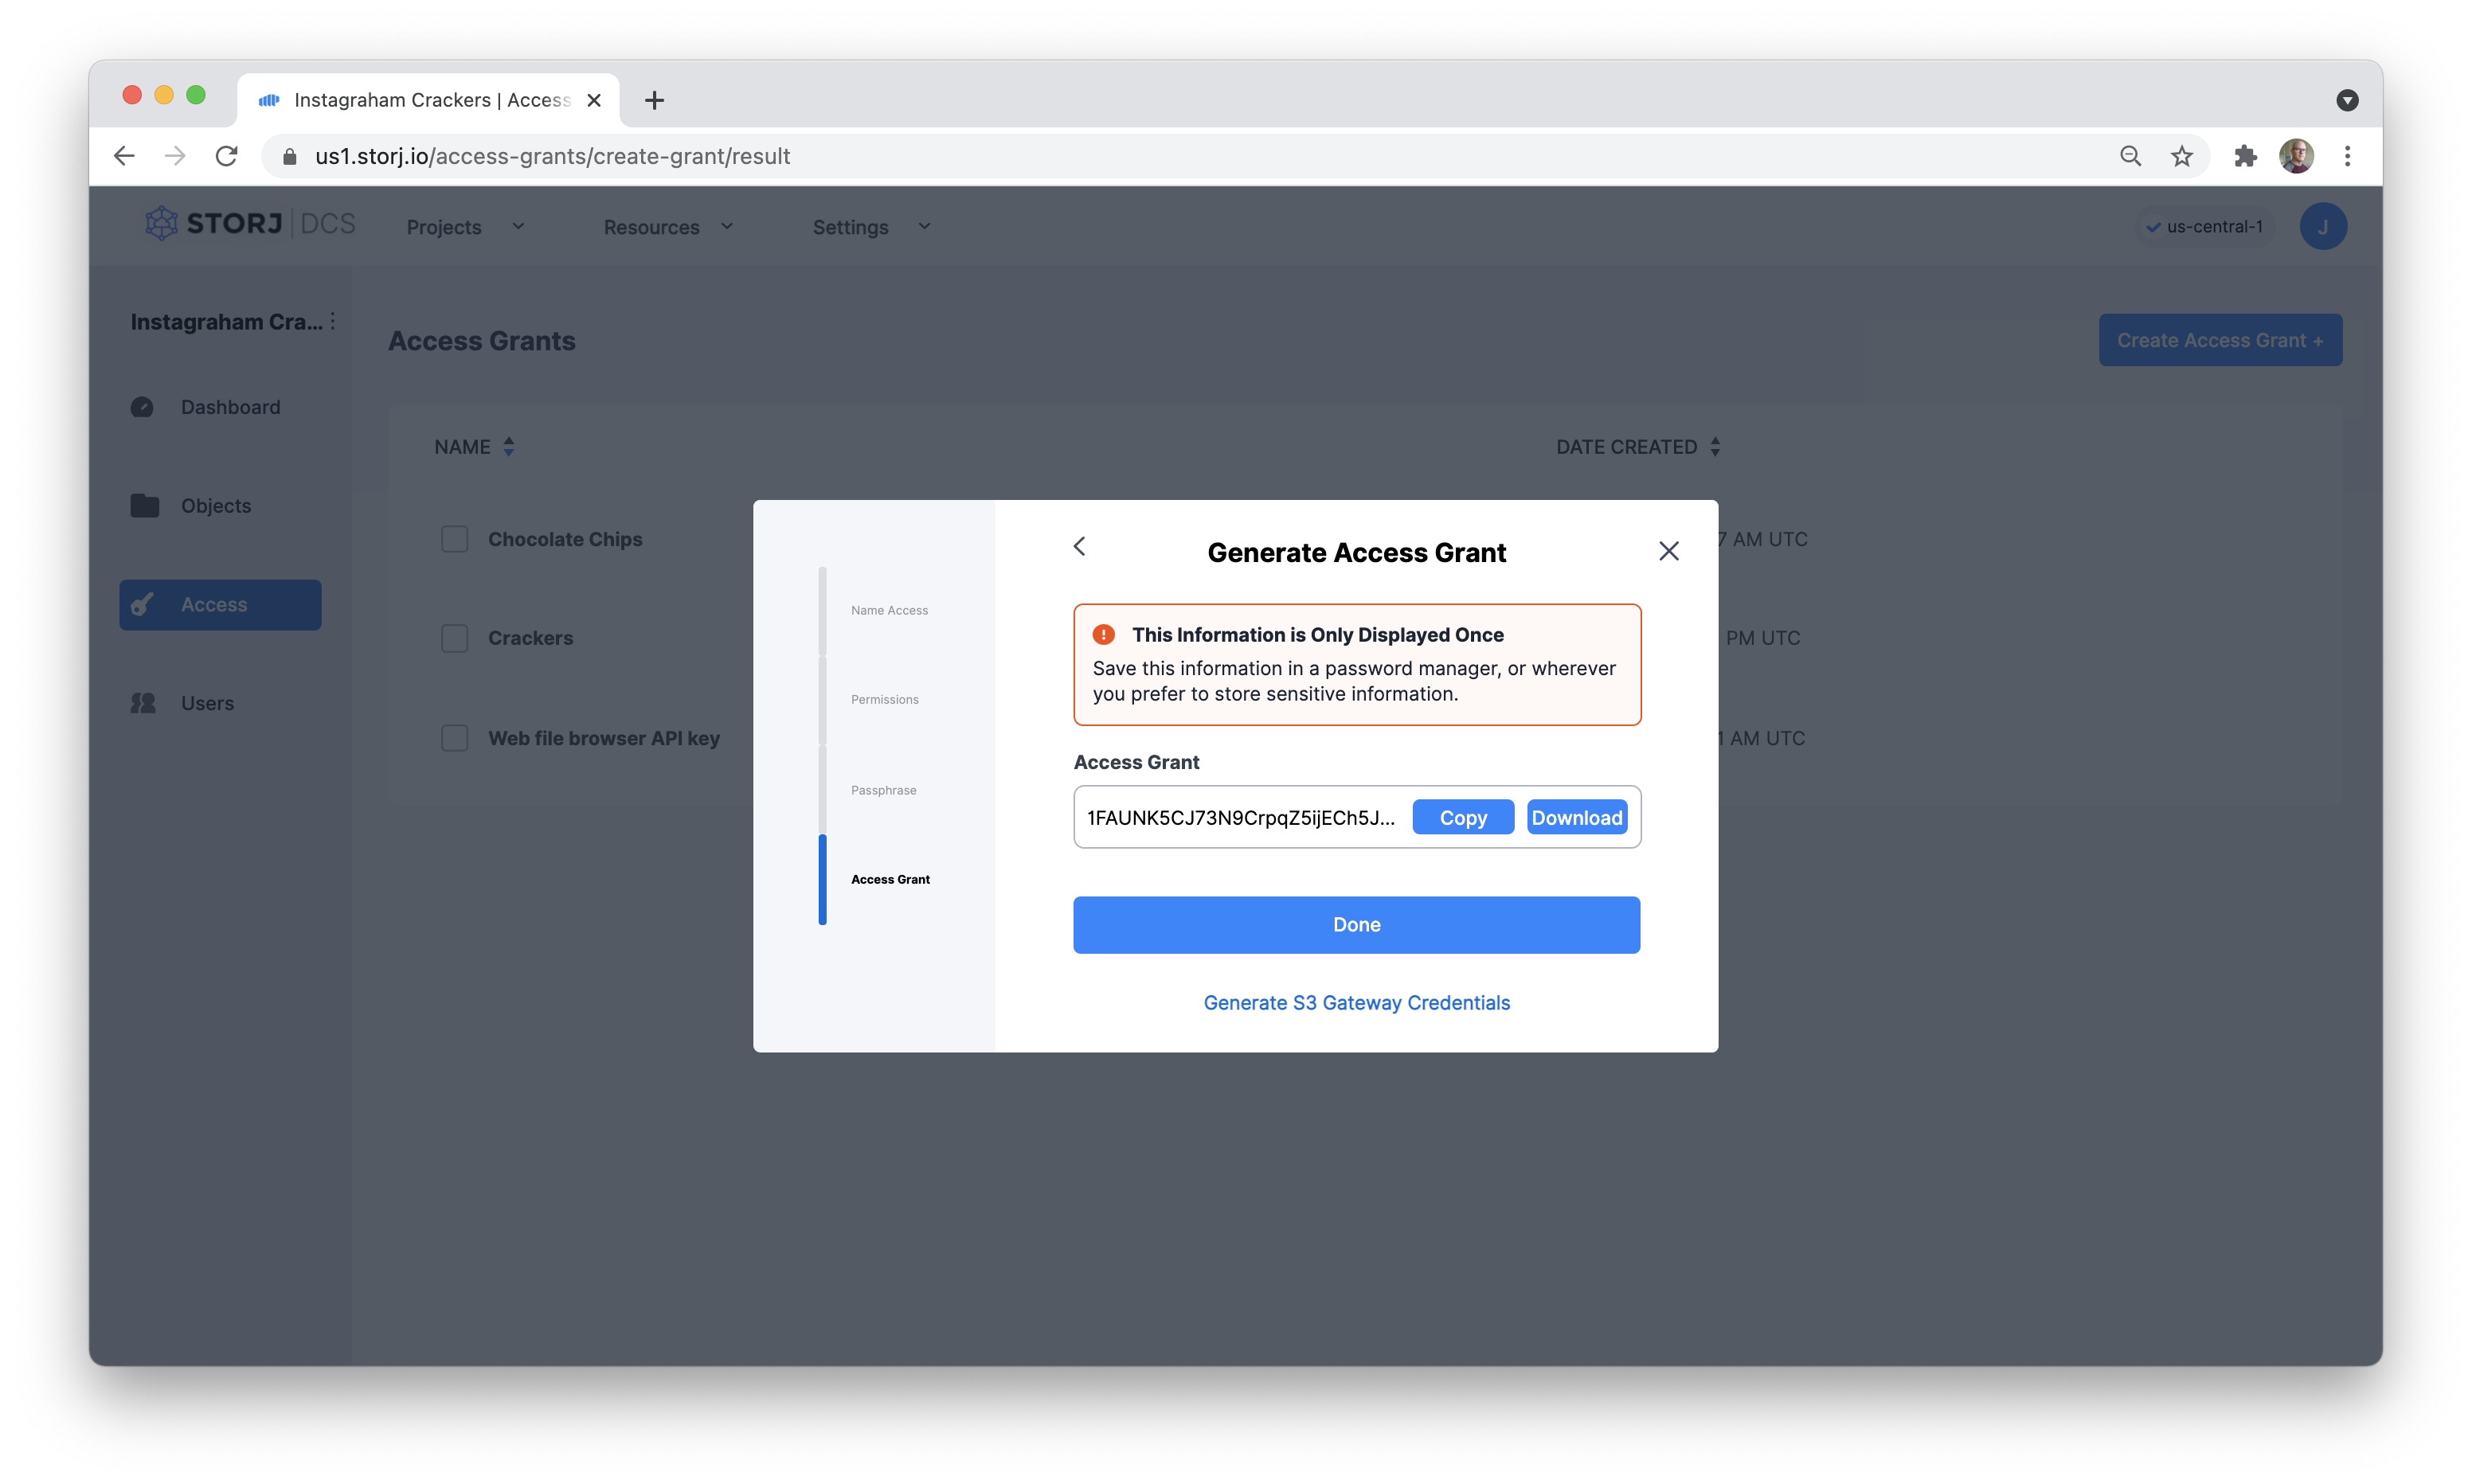 Instagraham Crackers | Access
us1.storj.io/access-grants/create-grant/result
STORJ | DCS
Projects
Resources
Settings
us-central-1
J
Instagraham Cra...
Dashboard
Objects
Access
Users
Access Grants
Create Access Grant +
NAME
DATE CREATED
Chocolate Chips
7 AM UTC
Crackers
PM UTC
Web file browser API key
1 AM UTC
Name Access
Permissions
Passphrase
Access Grant
Generate Access Grant
This Information is Only Displayed Once
Save this information in a password manager, or wherever
you prefer to store sensitive information.
Access Grant
1FAUNK5CJ73N9CrpqZ5ijECh5J...
Copy
Download
Done
Generate S3 Gateway Credentials